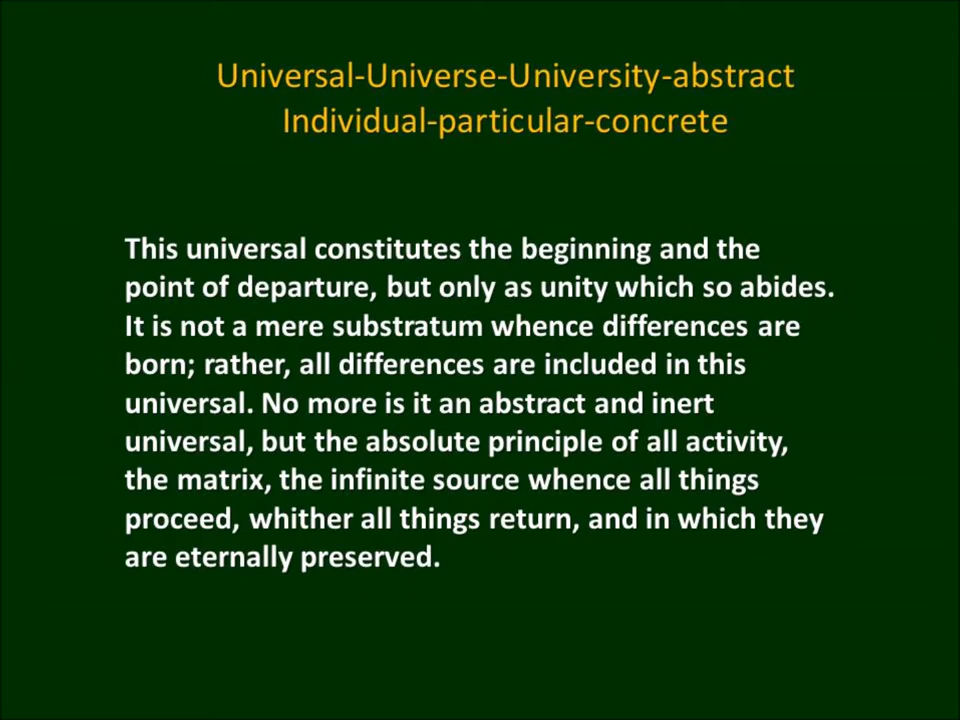 Universal-Universe-University-abstract
Individual-particular-concrete
This universal constitutes the beginning and the
point of departure, but only as unity which so abides.
It is not a mere substratum whence differences are
born; rather, all differences are included in this
universal. No more is it an abstract and inert
universal, but the absolute principle of all activity,
the matrix, the infinite source whence all things
proceed, whither all things return, and in which they
are eternally preserved.